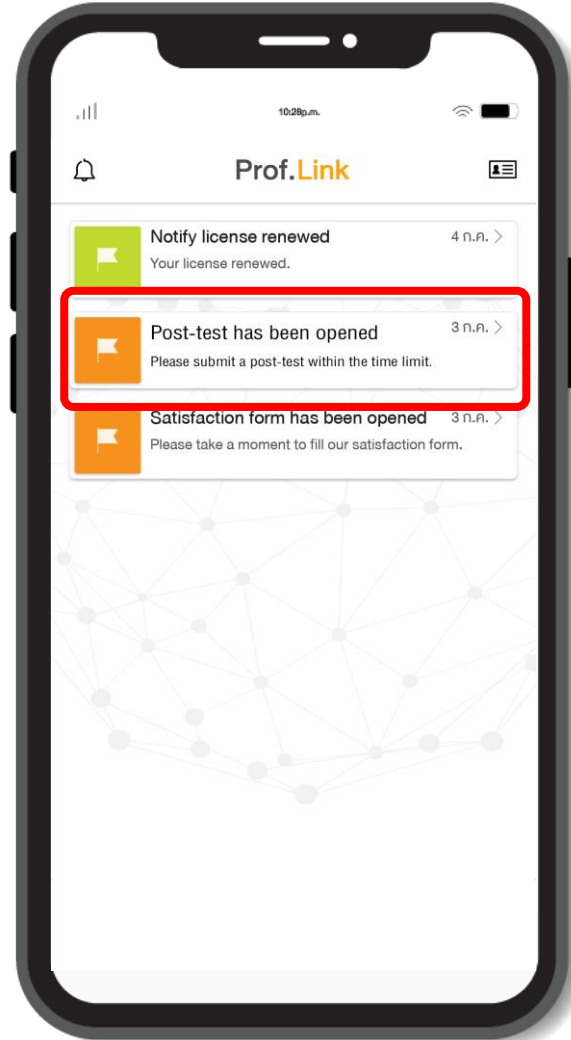 10:28p.m.
Prof.Link
Notify license renewed 4 ก.ค.
Your license renewed.
Post-test has been opened 3 ก.ค.
Please submit a post-test within the time limit.
Satisfaction form has been opened 3 ก.ค.
Please take a moment to fill our satisfaction form.